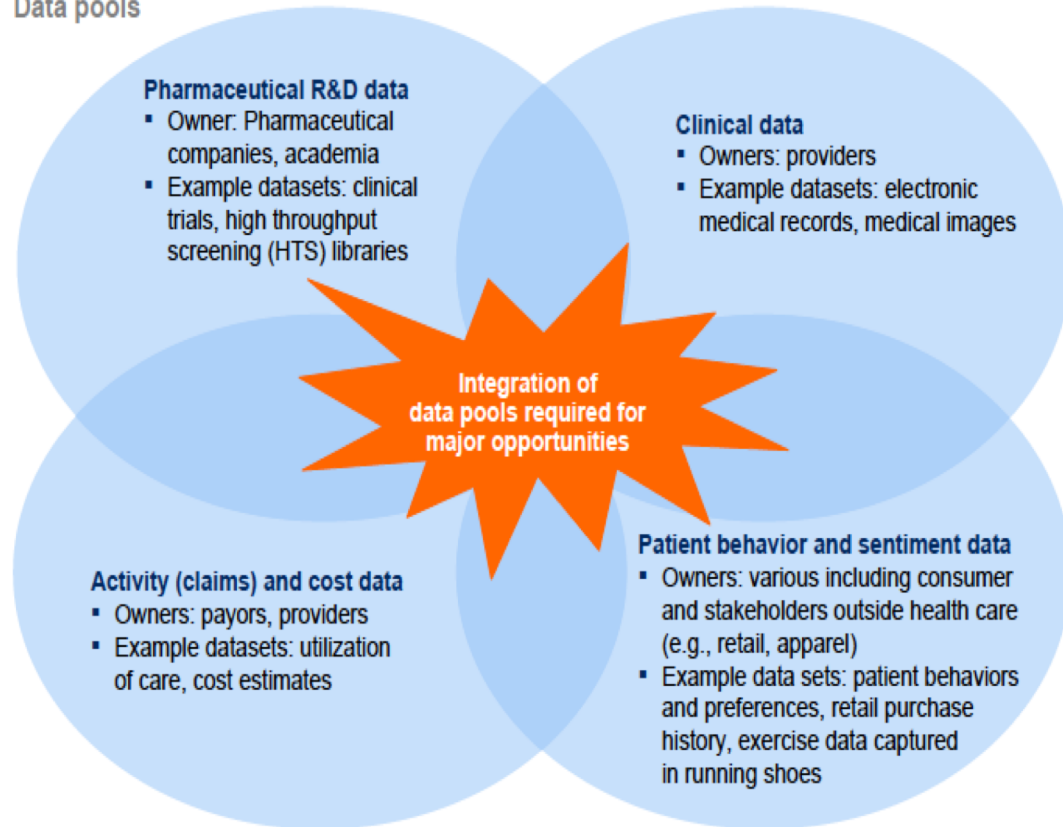 Data pools
Pharmaceutical R&D data
▪ Owner: Pharmaceutical
companies, academia
▪ Example datasets: clinical
trials, high throughput
screening (HTS) libraries
Clinical data
▪ Owners: providers
▪ Example datasets: electronic
medical records, medical images
Integration of
data pools required for
major opportunities
Activity (claims) and cost data
▪ Owners: payors, providers
▪ Example datasets: utilization
of care, cost estimates
Patient behavior and sentiment data
▪ Owners: various including consumer
and stakeholders outside health care
(e.g., retail, apparel)
▪ Example data sets: patient behaviors
and preferences, retail purchase
history, exercise data captured
in running shoes